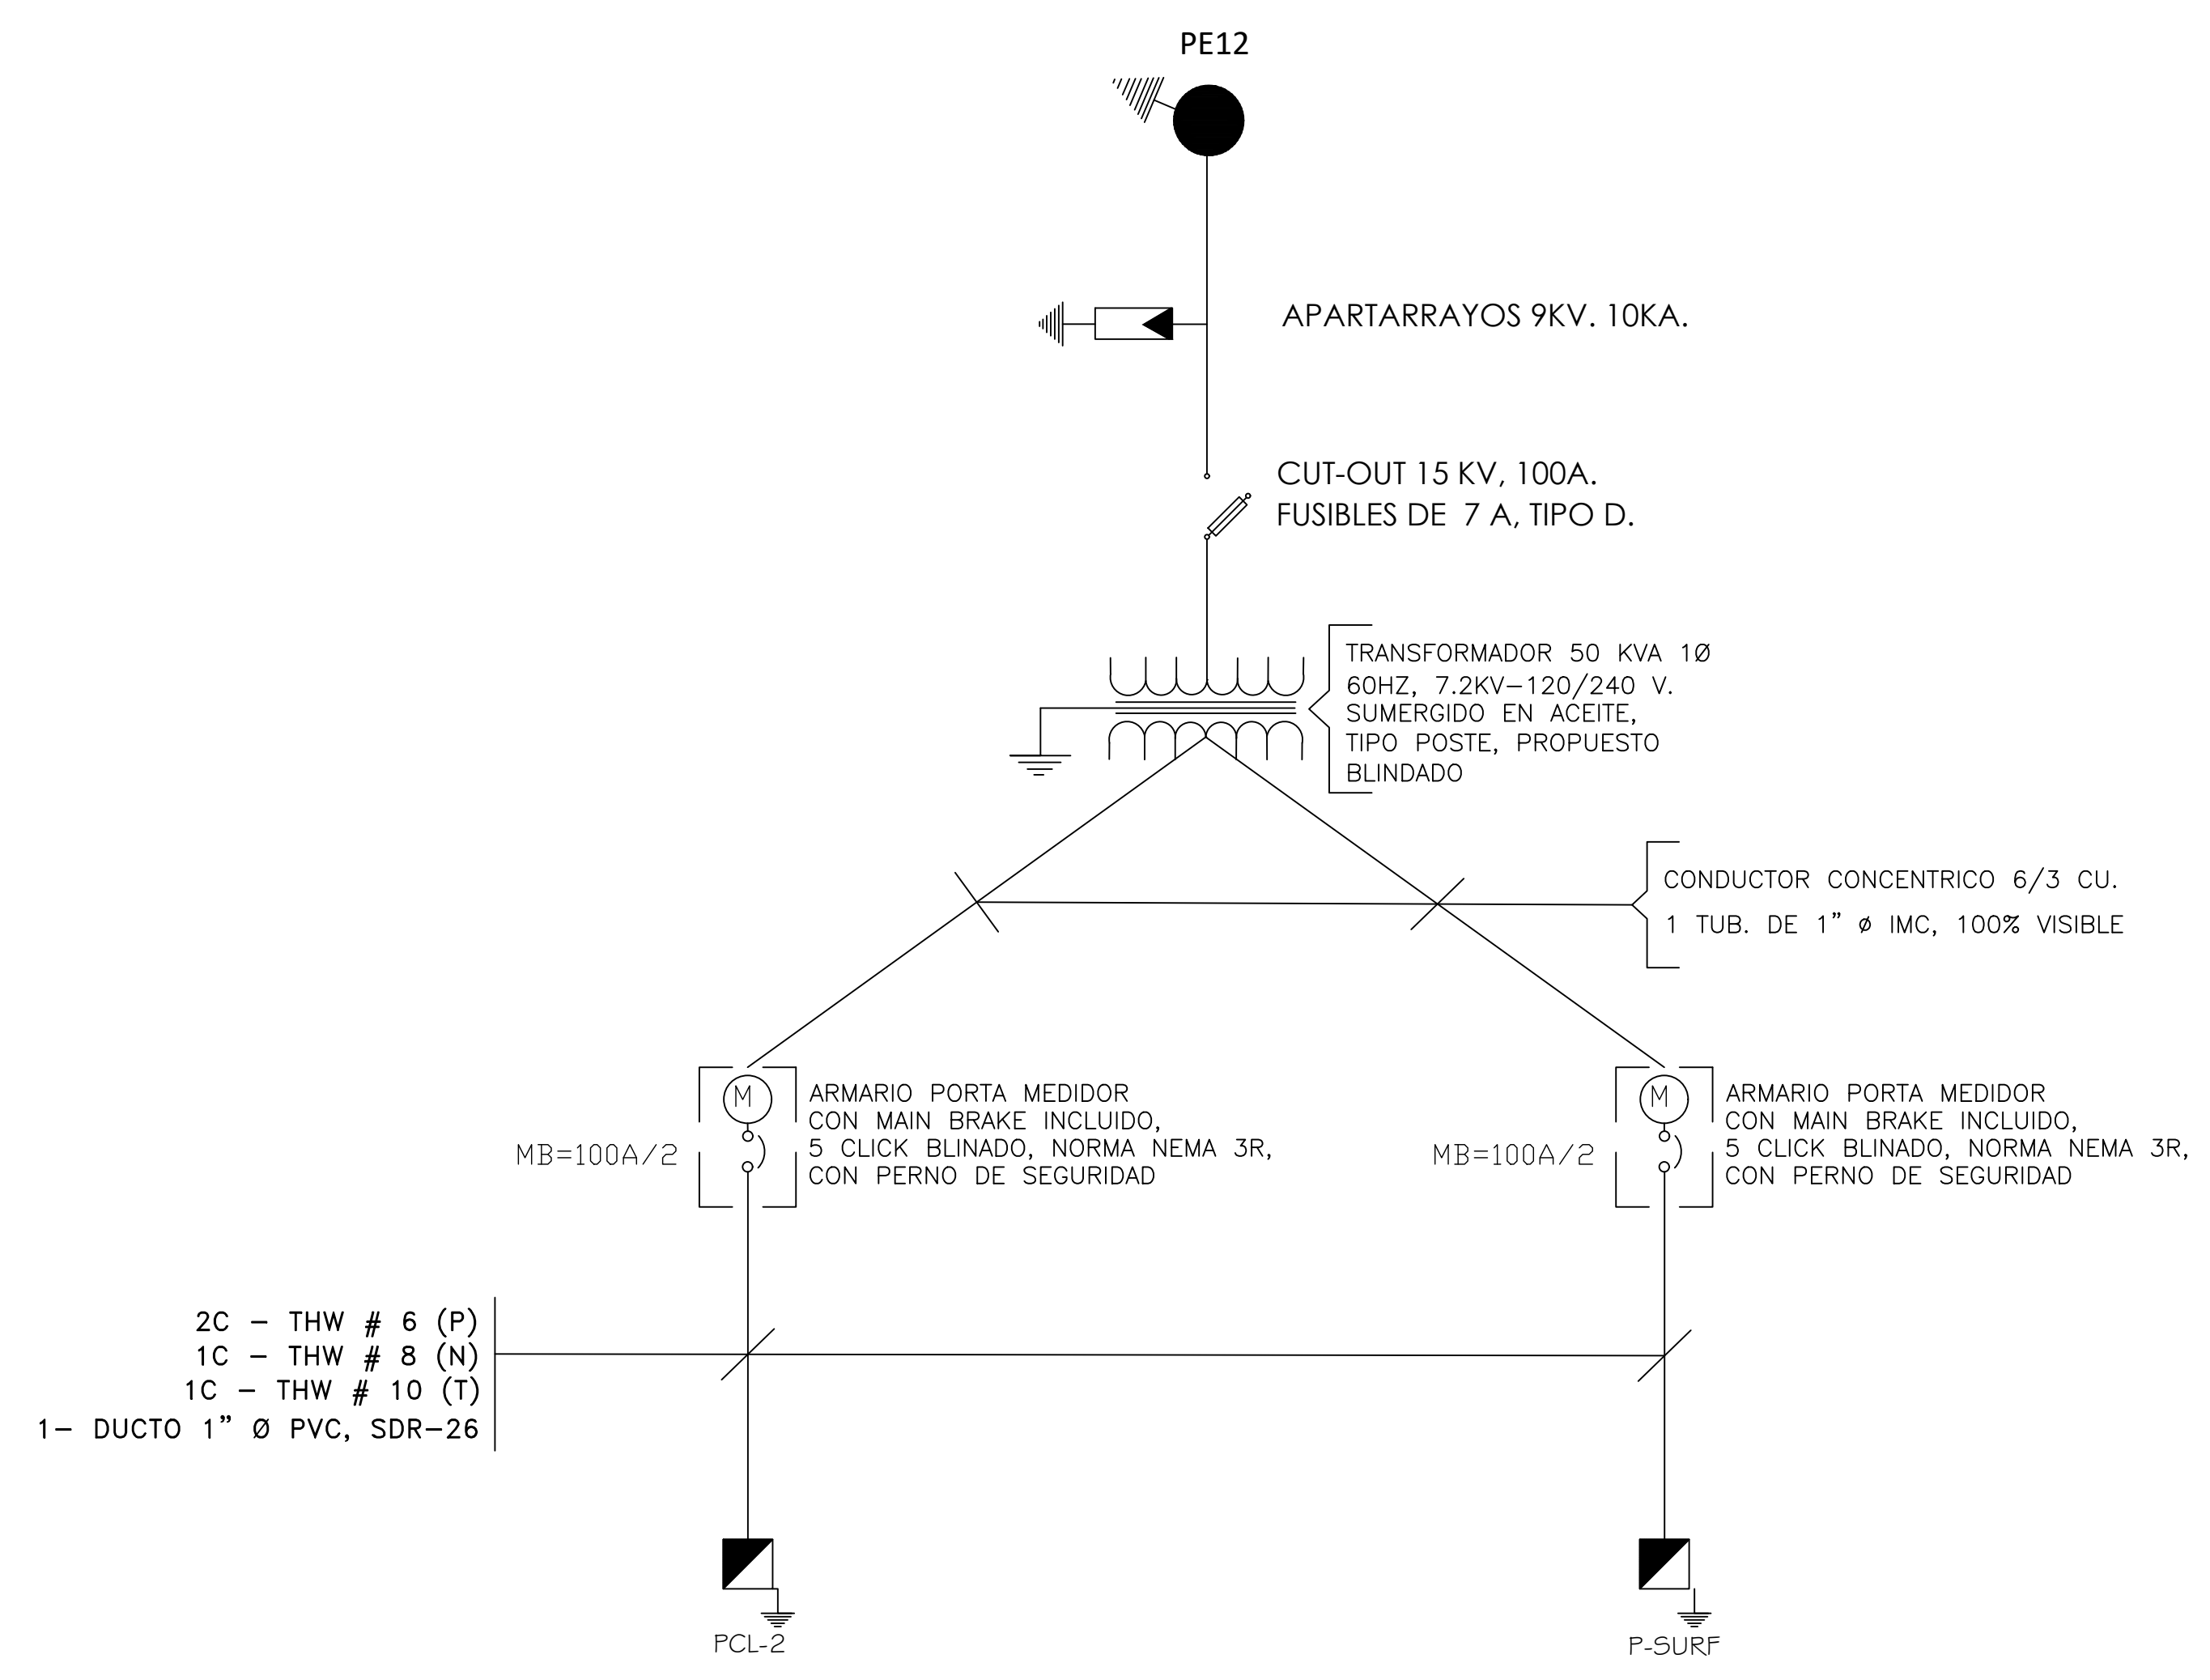 PE12
APARTARRAYOS 9KV. 10KA.
CUT-OUT 15 KV, 100A.
FUSIBLES DE 7 A, TIPO D.
TRANSFORMADOR 50 KVA 1Ø
60HZ, 7.2KV-120/240 V.
SUMERGIDO EN ACEITE,
TIPO POSTE, PROPUESTO
BLINDADO
CONDUCTOR CONCENTRICO 6/3 CU.
1 TUB. DE 1" Ø IMC, 100% VISIBLE
M
ARMARIO PORTA MEDIDOR
CON MAIN BRAKE INCLUIDO,
5 CLICK BLINADO, NORMA NEMA 3R,
CON PERNO DE SEGURIDAD
MB=100A/2
M
ARMARIO PORTA MEDIDOR
CON MAIN BRAKE INCLUIDO,
5 CLICK BLINADO, NORMA NEMA 3R,
CON PERNO DE SEGURIDAD
MB=100A/2
2C - THW # 6 (P)
1C - THW # 8 (N)
1C - THW # 10 (T)
1- DUCTO 1" Ø PVC, SDR-26
PCL-2
P-SURF